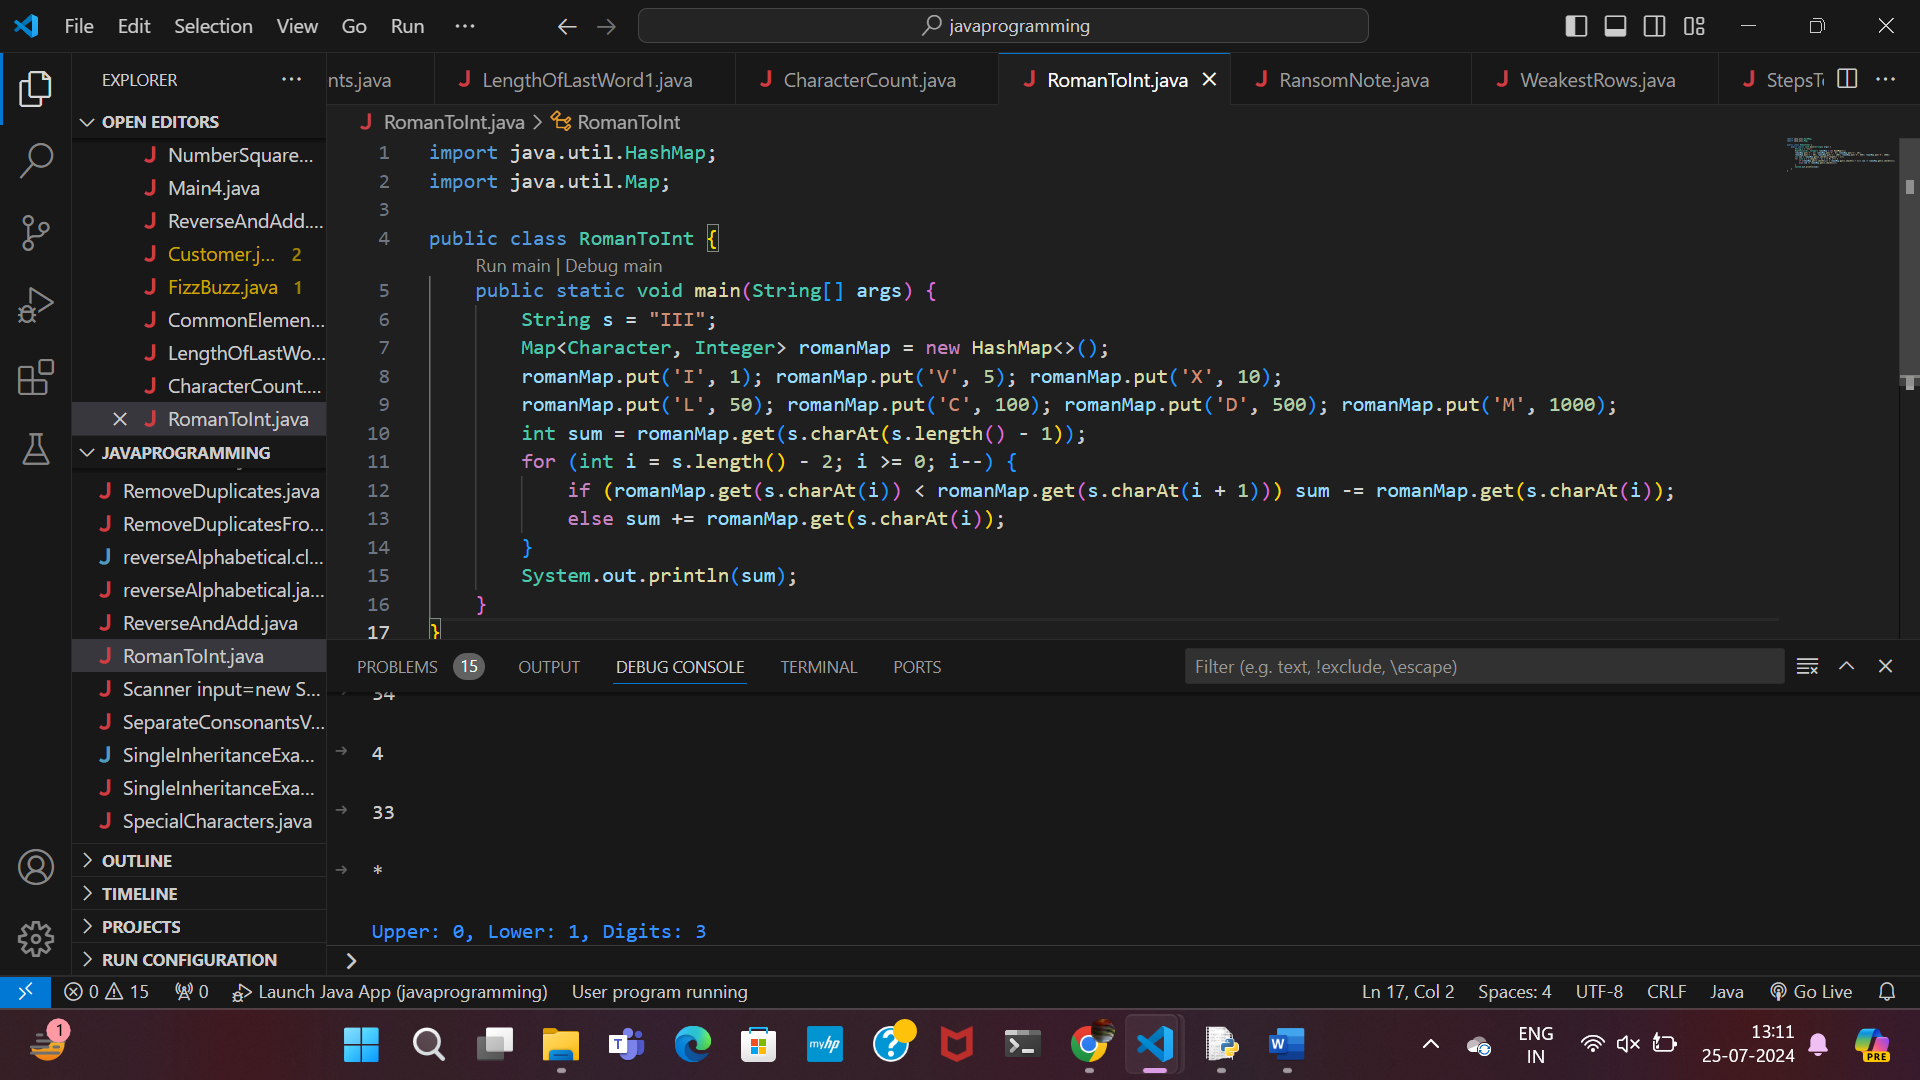 File Edit Selection View Go Run ··· javaprogramming
EXPLORER
nts.java LengthOfLastWord1.java CharacterCount.java RomanToInt.java RansomNote.java WeakestRows.java StepsTo
OPEN EDITORS
RomanToInt.java > RomanToInt
NumberSquare...
Main4.java
ReverseAndAdd....
Customer.j... 2
FizzBuzz.java 1
CommonElemen...
LengthOfLastWo...
CharacterCount....
RomanToInt.java
JAVAPROGRAMMING
RemoveDuplicates.java
RemoveDuplicatesFro...
reverseAlphabetical.cl...
reverseAlphabetical.ja...
ReverseAndAdd.java
RomanToInt.java
Scanner input=new S...
SeparateConsonantsV...
SingleInheritanceExa...
SingleInheritanceExa...
SpecialCharacters.java
OUTLINE
TIMELINE
PROJECTS
RUN CONFIGURATION
1 import java.util.HashMap;
2 import java.util.Map;
3
4 public class RomanToInt {
Run main | Debug main
5 public static void main(String[] args) {
6 String s = "III";
7 Map<Character, Integer> romanMap = new HashMap<>();
8 romanMap.put('I', 1); romanMap.put('V', 5); romanMap.put('X', 10);
9 romanMap.put('L', 50); romanMap.put('C', 100); romanMap.put('D', 500); romanMap.put('M', 1000);
10 int sum = romanMap.get(s.charAt(s.length() - 1));
11 for (int i = s.length() - 2; i >= 0; i--) {
12 if (romanMap.get(s.charAt(i)) < romanMap.get(s.charAt(i + 1))) sum -= romanMap.get(s.charAt(i));
13 else sum += romanMap.get(s.charAt(i));
14 }
15 System.out.println(sum);
16 }
17 }
PROBLEMS 15 OUTPUT DEBUG CONSOLE TERMINAL PORTS Filter (e.g. text, !exclude, \escape)
34
4
33
*
Upper: 0, Lower: 1, Digits: 3
>
0 15 0 Launch Java App (javaprogramming) User program running Ln 17, Col 2 Spaces: 4 UTF-8 CRLF Java Go Live
1 myhp W ENG 13:11
IN 25-07-2024 PRE